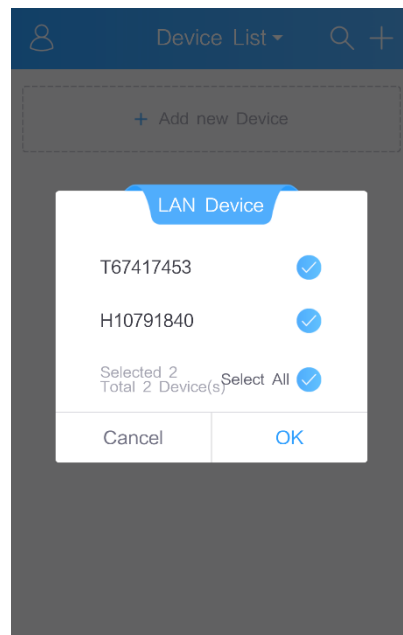 Device List
+ Add new Device
LAN Device
T67417453
H10791840
Selected 2
Total 2 Device(s)
Select All
Cancel
OK